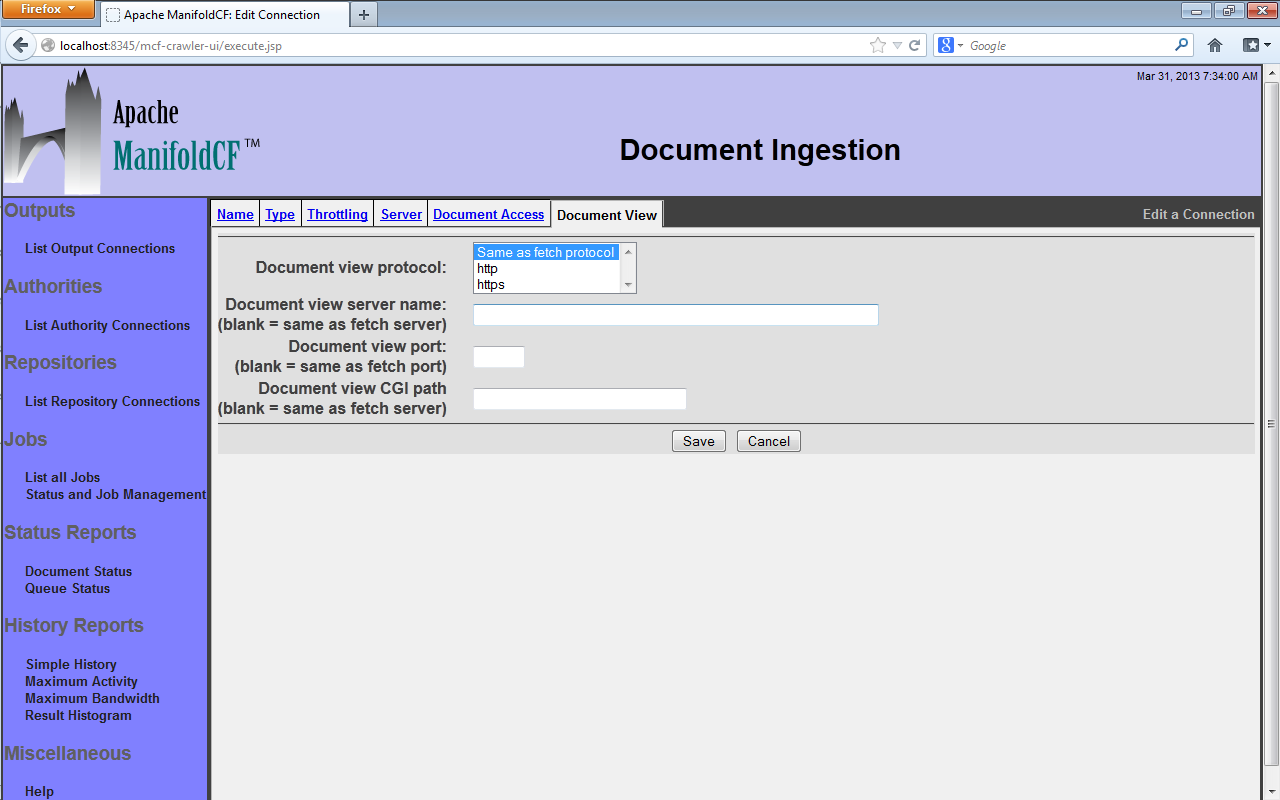 Firefox
Apache ManifoldCF: Edit Connection
localhost:8345/mcf-crawler-ui/execute.jsp
Google
Mar 31, 2013 7:34:00 AM
Apache
ManifoldCF™
Document Ingestion
Outputs
List Output Connections
Authorities
List Authority Connections
Repositories
List Repository Connections
Jobs
List all Jobs
Status and Job Management
Status Reports
Document Status
Queue Status
History Reports
Simple History
Maximum Activity
Maximum Bandwidth
Result Histogram
Miscellaneous
Help
Name Type Throttling Server Document Access Document View Edit a Connection
Document view protocol:
Same as fetch protocol
http
https
Document view server name:
(blank = same as fetch server)
Document view port:
(blank = same as fetch port)
Document view CGI path
(blank = same as fetch server)
Save Cancel